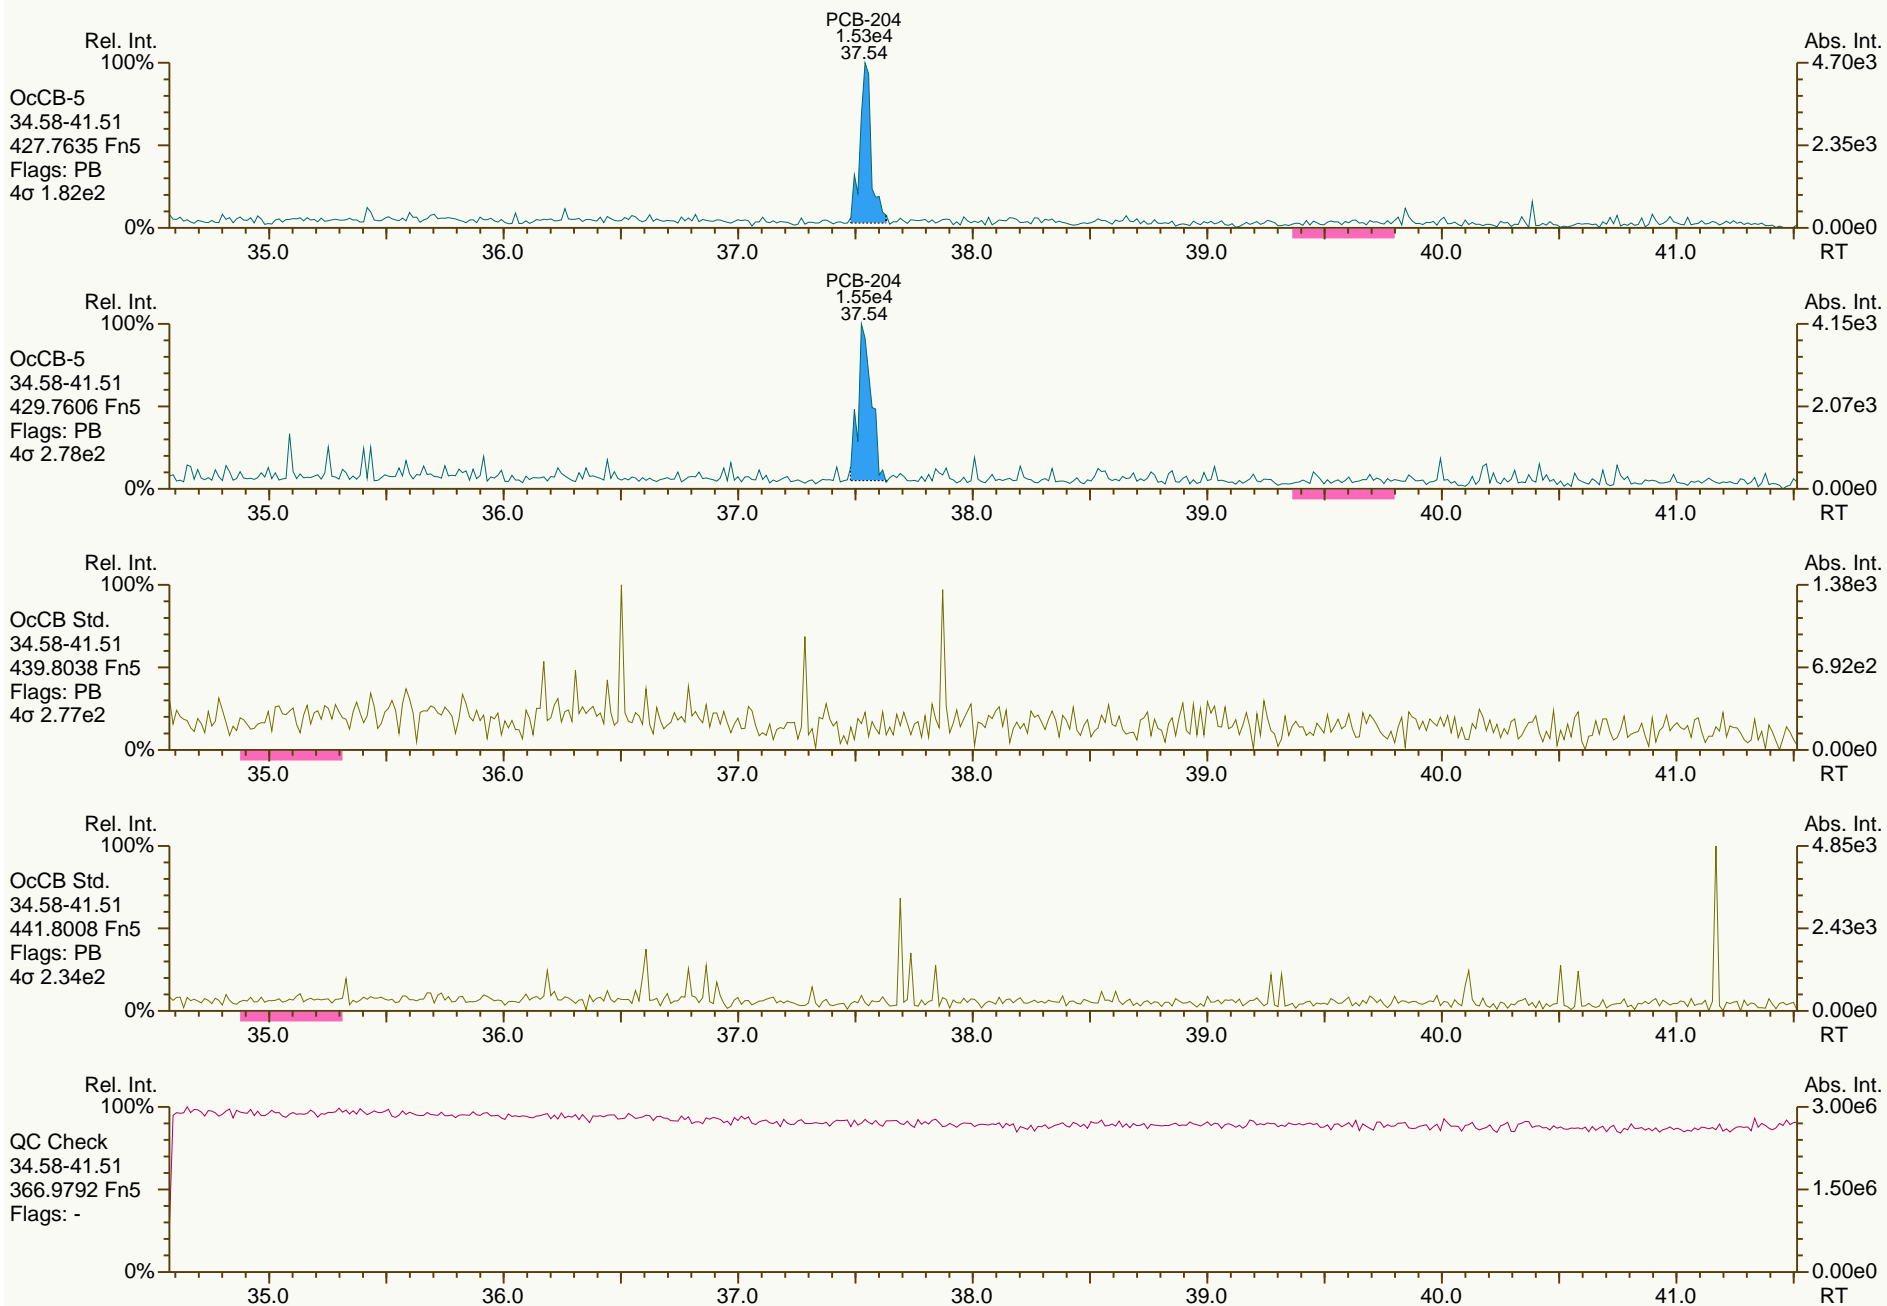 PCB-204
1.53e4
37.54
Rel. Int.
Abs. Int.
100%
4.70e3
OcCB-5
34.58-41.51
427.7635 Fn5
2.35e3
Flags: PB
4σ 1.82e2
0%
0.00e0
35.0 36.0 37.0 38.0 39.0 40.0 41.0 RT
PCB-204
1.55e4
37.54
Rel. Int.
Abs. Int.
100%
4.15e3
OcCB-5
34.58-41.51
429.7606 Fn5
2.07e3
Flags: PB
4σ 2.78e2
0%
0.00e0
35.0 36.0 37.0 38.0 39.0 40.0 41.0 RT
Rel. Int.
Abs. Int.
100%
1.38e3
OcCB Std.
34.58-41.51
439.8038 Fn5
6.92e2
Flags: PB
4σ 2.77e2
0%
0.00e0
35.0 36.0 37.0 38.0 39.0 40.0 41.0 RT
Rel. Int.
Abs. Int.
100%
4.85e3
OcCB Std.
34.58-41.51
441.8008 Fn5
2.43e3
Flags: PB
4σ 2.34e2
0%
0.00e0
35.0 36.0 37.0 38.0 39.0 40.0 41.0 RT
Rel. Int.
Abs. Int.
100%
3.00e6
QC Check
34.58-41.51
366.9792 Fn5
1.50e6
Flags: -
0%
0.00e0
35.0 36.0 37.0 38.0 39.0 40.0 41.0 RT